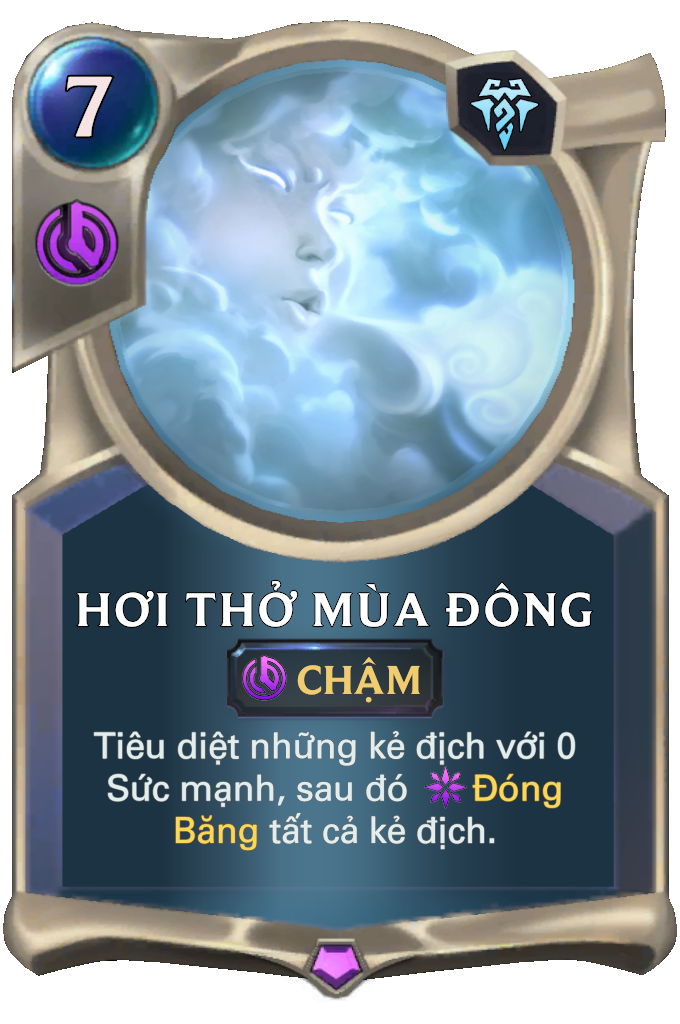 7
HƠI THỞ MÙA ĐÔNG
CHẬM
Tiêu diệt những kẻ địch với 0
Sức mạnh, sau đó Đóng
Băng tất cả kẻ địch.